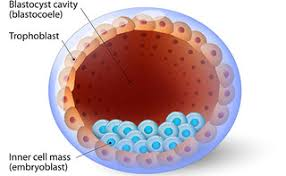 Blastocyst cavity
(blastocoele)
Trophoblast
Inner cell mass
(embryoblast)